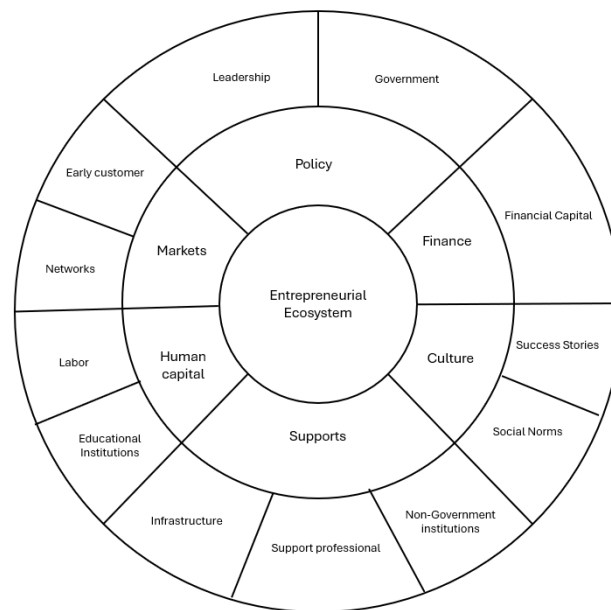 Leadership
Government
Early customer
Policy
Financial Capital
Markets
Finance
Networks
Entrepreneurial
Ecosystem
Labor
Human
capital
Culture
Success Stories
Educational
Institutions
Supports
Social Norms
Infrastructure
Support professional
Non-Government
institutions